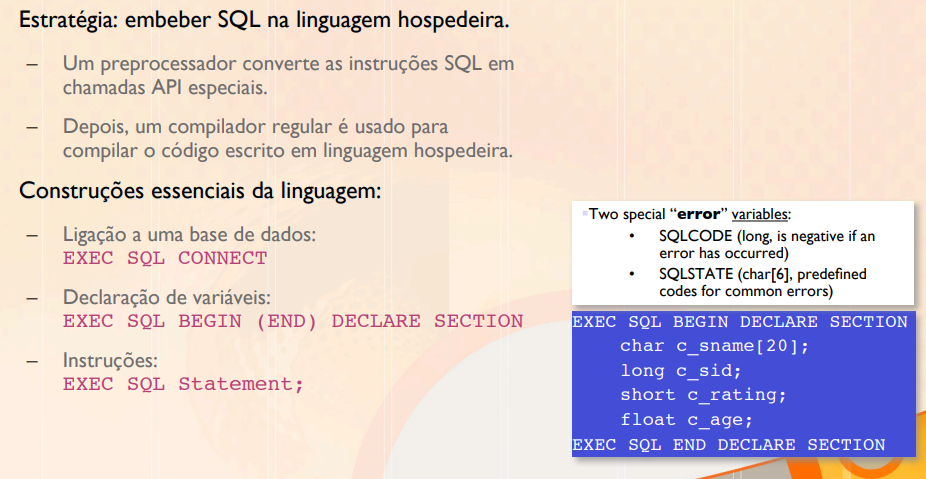 Estratégia: embeber SQL na linguagem hospedeira.
– Um preprocessador converte as instruções SQL em
chamadas API especiais.
– Depois, um compilador regular é usado para
compilar o código escrito em linguagem hospedeira.
Construções essenciais da linguagem:
– Ligação a uma base de dados:
EXEC SQL CONNECT
– Declaração de variáveis:
EXEC SQL BEGIN (END) DECLARE SECTION
– Instruções:
EXEC SQL Statement;
▪Two special “error” variables:
• SQLCODE (long, is negative if an
error has occurred)
• SQLSTATE (char[6], predefined
codes for common errors)
EXEC SQL BEGIN DECLARE SECTION
char c_sname[20];
long c_sid;
short c_rating;
float c_age;
EXEC SQL END DECLARE SECTION